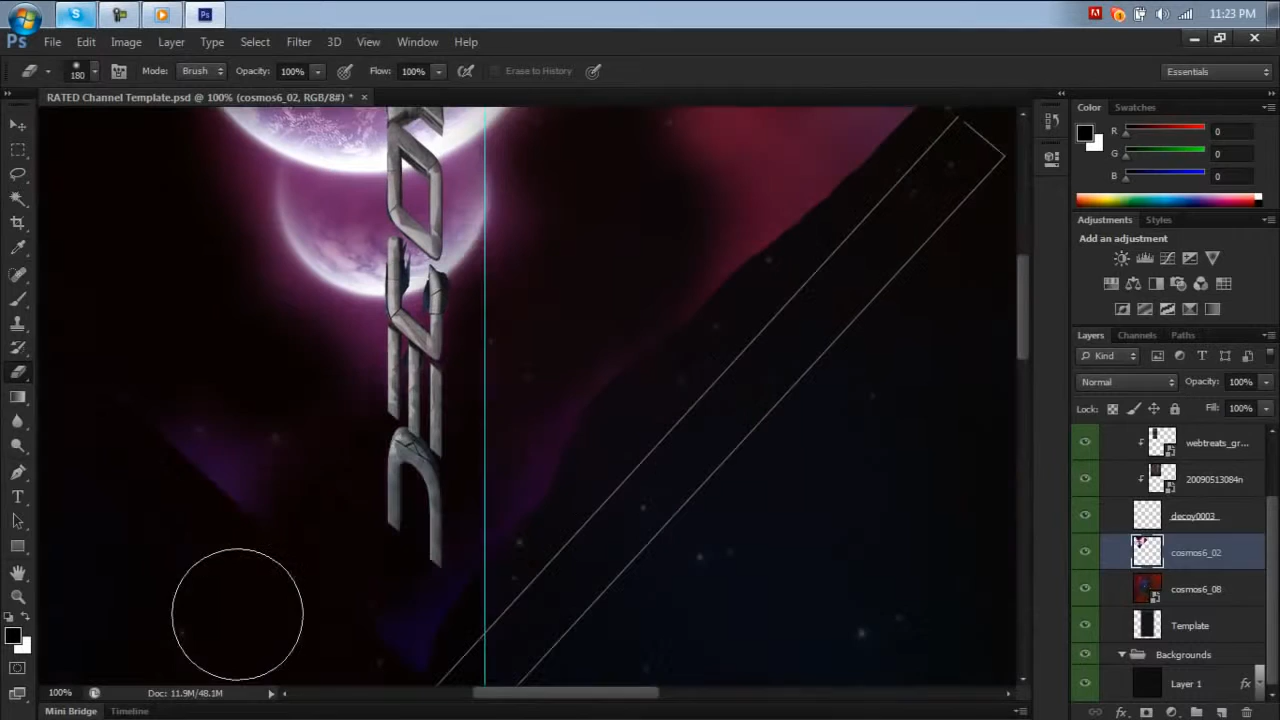 11:23 PM
Ps File Edit Image Layer Type Select Filter 3D View Window Help
180 Mode: Brush Opacity: 100% Flow: 100% Erase to History Essentials
RATED Channel Template.psd @ 100% (cosmos6_02, RGB/8#) * ×
Color Swatches
R 0
G 0
B 0
Adjustments Styles
Add an adjustment
Layers Channels Paths
Kind
Normal Opacity: 100%
Lock: Fill: 100%
webtreats_gr...
20090513084n
decoy0003
cosmos6_02
cosmos6_08
Template
Backgrounds
Layer 1 fx
100% Doc: 11.9M/48.1M
Mini Bridge Timeline